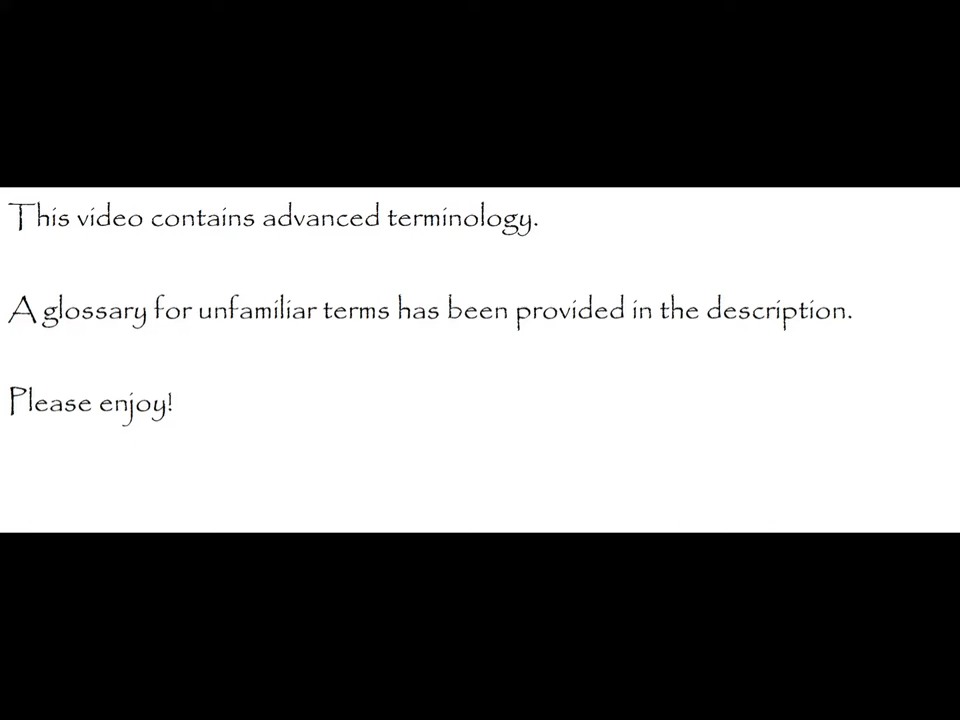 This video contains advanced terminology.
A glossary for unfamiliar terms has been provided in the description.
Please enjoy!